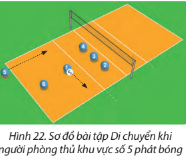 Hình 22. Sơ đồ bài tập Di chuyển khi
người phòng thủ khu vực số 5 phát bóng